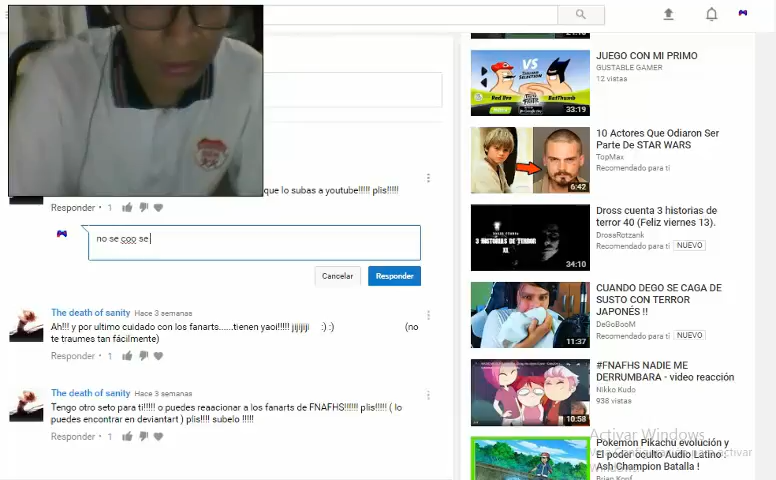 que lo subas a youtube!!!!! plis!!!!!
Responder • 1
no se coo se
Cancelar
Responder
The death of sanity Hace 3 semanas
Ah!!! y por ultimo cuidado con los fanarts......tienen yaoi!!!!! jijijijiji :) :) (no
te traumes tan fácilmente)
Responder • 1
The death of sanity Hace 3 semanas
Tengo otro seto para ti!!!!! o puedes reaacionar a los fanarts de FNAFHS!!!!!! plis!!!!! ( lo
puedes encontrar en deviantart ) plis!!!! subelo !!!!!
Responder • 1
VS
33:19
JUEGO CON MI PRIMO
GUSTABLE GAMER
12 vistas
6:42
10 Actores Que Odiaron Ser
Parte De STAR WARS
TopMax
Recomendado para ti
3 HISTORIAS DE TERROR
XL
34:10
Dross cuenta 3 historias de
terror 40 (Feliz viernes 13).
DrossRotzank
Recomendado para ti NUEVO
11:37
CUANDO DEGO SE CAGA DE
SUSTO CON TERROR
JAPONÉS !!
DeGoBooM
Recomendado para ti NUEVO
10:58
#FNAFHS NADIE ME
DERRUMBARA - video reacción
Nikko Kudo
938 vistas
Activar Windows
Pokemon Pikachu evolución y
El poder oculto Audio Latino :
Ash Champion Batalla !